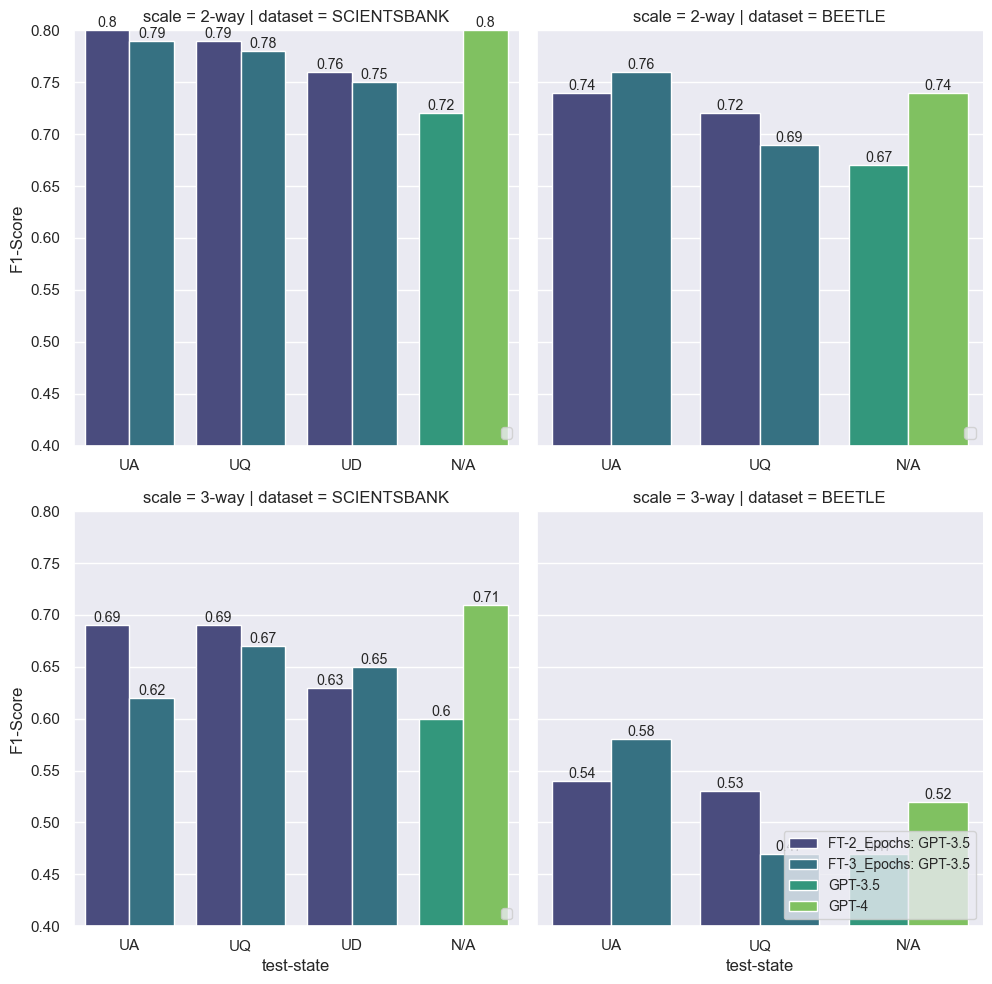 scale = 2-way | dataset = SCIENTSBANK
0.8 0.79 0.79 0.78 0.76 0.75 0.72 0.8
0.80
0.75
0.70
0.65
0.60
0.55
0.50
0.45
0.40
F1-Score
UA UQ UD N/A
scale = 2-way | dataset = BEETLE
0.74 0.76 0.72 0.69 0.67 0.74
UA UQ N/A
scale = 3-way | dataset = SCIENTSBANK
0.69 0.62 0.69 0.67 0.63 0.65 0.6 0.71
0.80
0.75
0.70
0.65
0.60
0.55
0.50
0.45
0.40
F1-Score
UA UQ UD N/A
test-state
scale = 3-way | dataset = BEETLE
0.54 0.58 0.53 0.52
FT-2_Epochs: GPT-3.5
FT-3_Epochs: GPT-3.5
GPT-3.5
GPT-4
UA UQ N/A
test-state